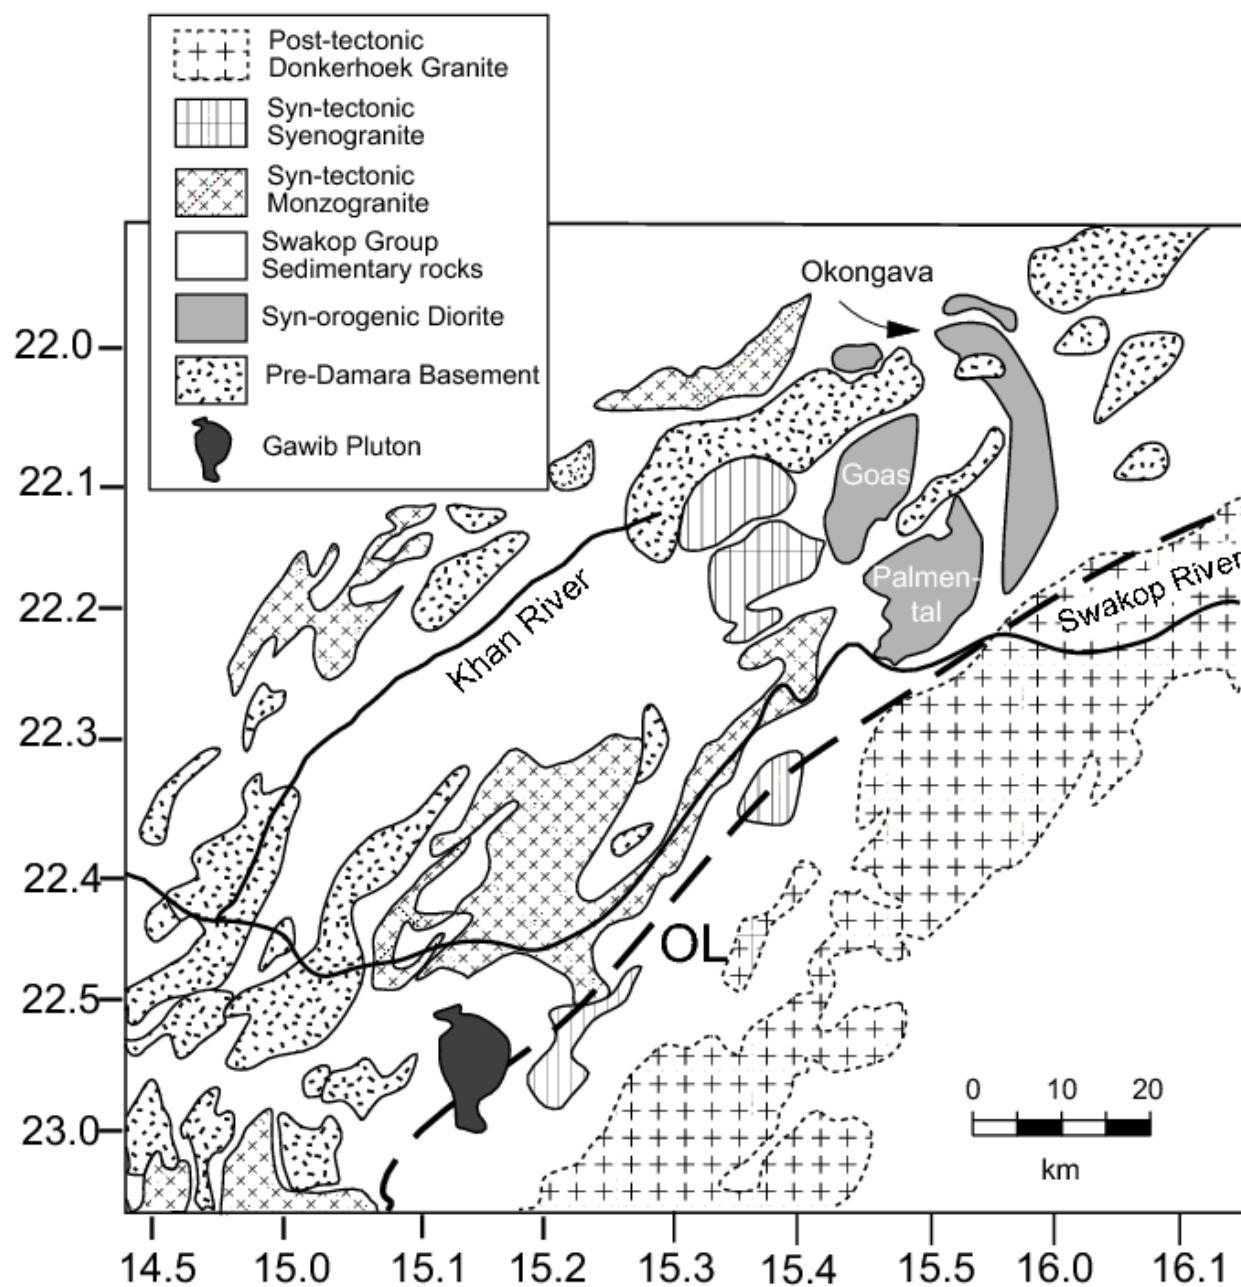 Post-tectonic
Donkerhoek Granite
Syn-tectonic
Syenogranite
Syn-tectonic
Monzogranite
Swakop Group
Sedimentary rocks
Syn-orogenic Diorite
Pre-Damara Basement
Gawib Pluton
Okongava
22.0
22.1
22.2
22.3
22.4
22.5
23.0
Goas
Palmen-
tal
Khan River
Swakop River
OL
0 10 20
km
14.5 15.0 15.1 15.2 15.3 15.4 15.5 16.0 16.1